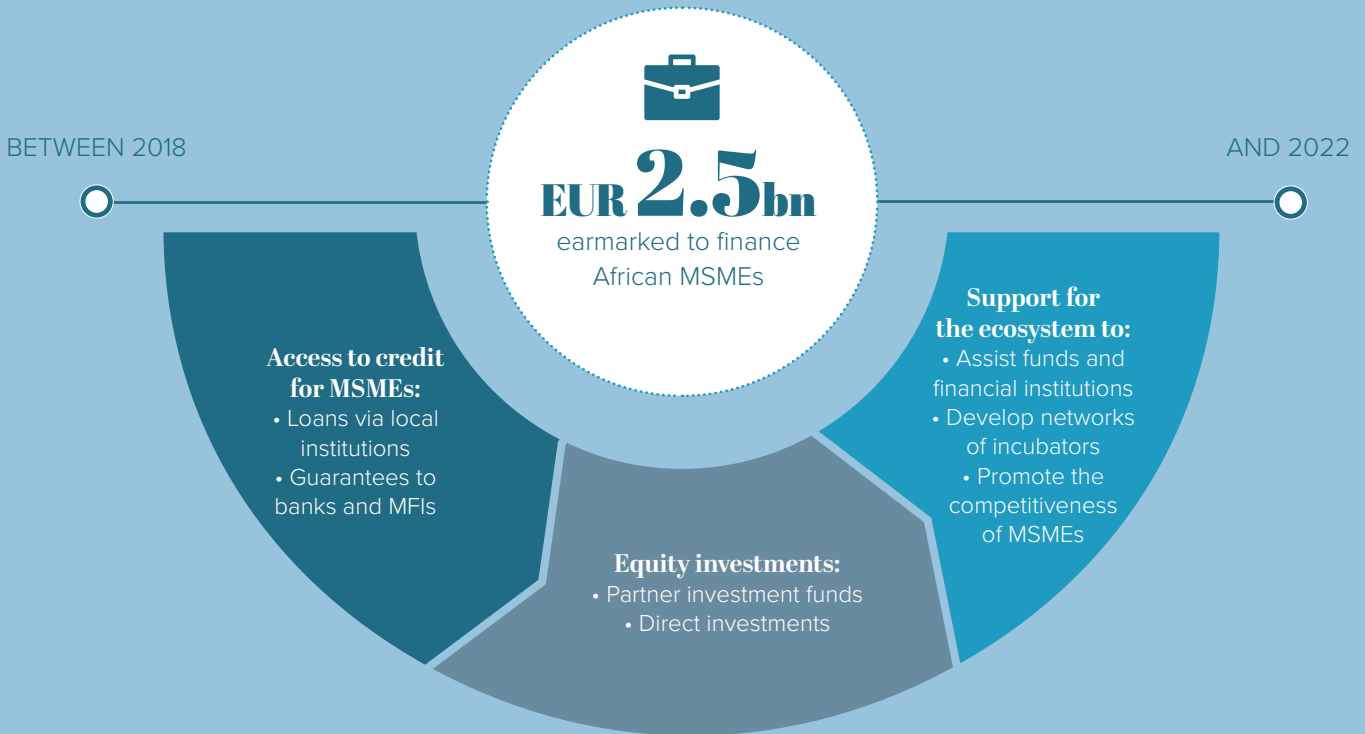 BETWEEN 2018
AND 2022
EUR 2.5bn
earmarked to finance
African MSMEs
Access to credit
for MSMEs:
• Loans via local
institutions
• Guarantees to
banks and MFIs
Equity investments:
• Partner investment funds
• Direct investments
Support for
the ecosystem to:
• Assist funds and
financial institutions
• Develop networks
of incubators
• Promote the
competitiveness
of MSMEs